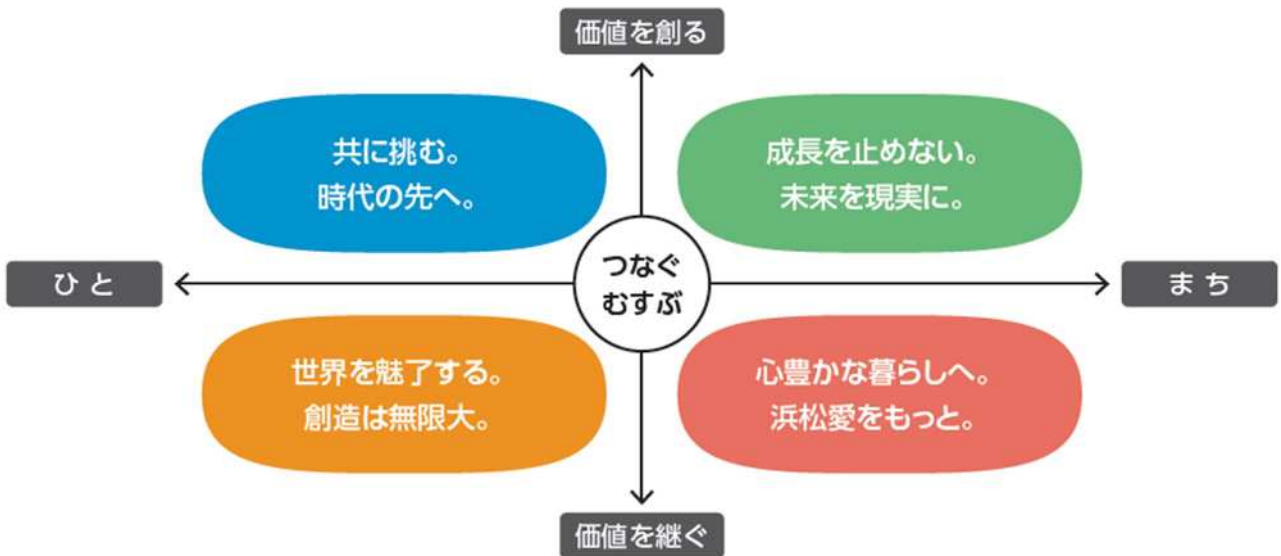 価値を創る
共に挑む。
時代の先へ。
成長を止めない。
未来を現実に。
ひと
つなぐ
むすぶ
まち
世界を魅了する。
創造は無限大。
心豊かな暮らしへ。
浜松愛をもっと。
価値を継ぐ